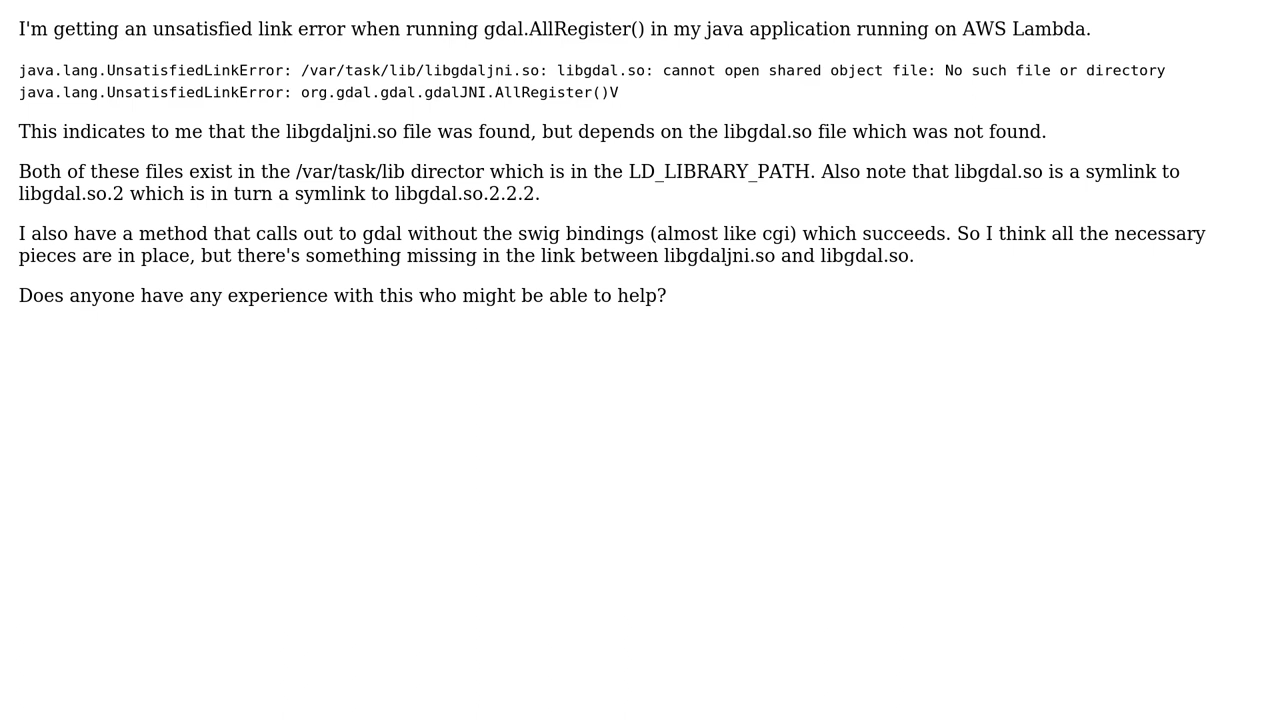 I'm getting an unsatisfied link error when running gdal.AllRegister() in my java application running on AWS Lambda.
java.lang.UnsatisfiedLinkError: /var/task/lib/libgdaljni.so: libgdal.so: cannot open shared object file: No such file or directory
java.lang.UnsatisfiedLinkError: org.gdal.gdal.gdalJNI.AllRegister()V
This indicates to me that the libgdaljni.so file was found, but depends on the libgdal.so file which was not found.
Both of these files exist in the /var/task/lib director which is in the LD_LIBRARY_PATH. Also note that libgdal.so is a symlink to
libgdal.so.2 which is in turn a symlink to libgdal.so.2.2.2.
I also have a method that calls out to gdal without the swig bindings (almost like cgi) which succeeds. So I think all the necessary
pieces are in place, but there's something missing in the link between libgdaljni.so and libgdal.so.
Does anyone have any experience with this who might be able to help?